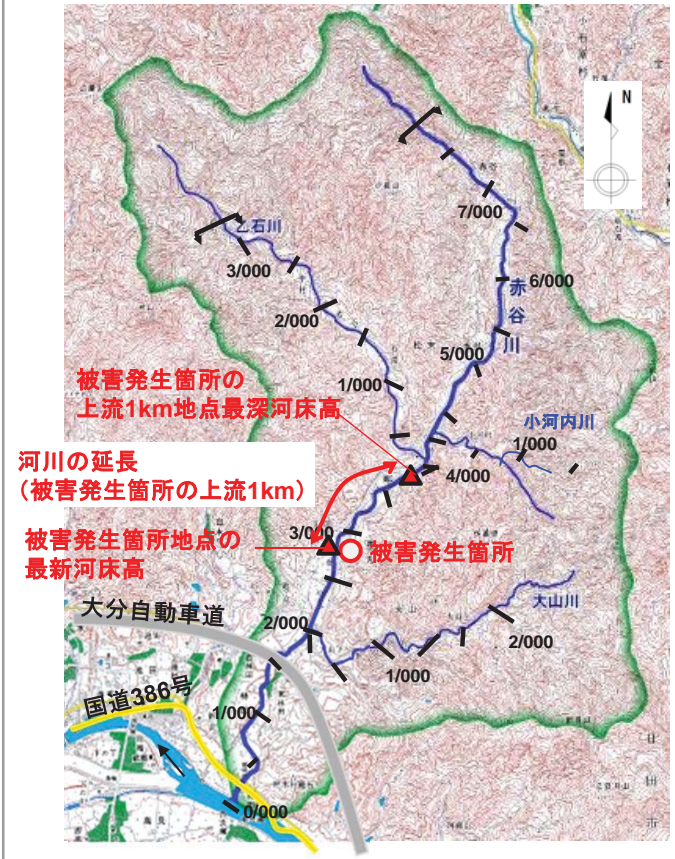 N
7/000
乙石川
3/000
6/000
赤谷川
2/000
5/000
1/000
被害発生箇所の
上流1km地点最深河床高
小河内川
1/000
4/000
河川の延長
（被害発生箇所の上流1km）
3/000
被害発生箇所地点の
最新河床高
被害発生箇所
大山川
大分自動車道
2/000
2/000
1/000
国道386号
1/000
0/000